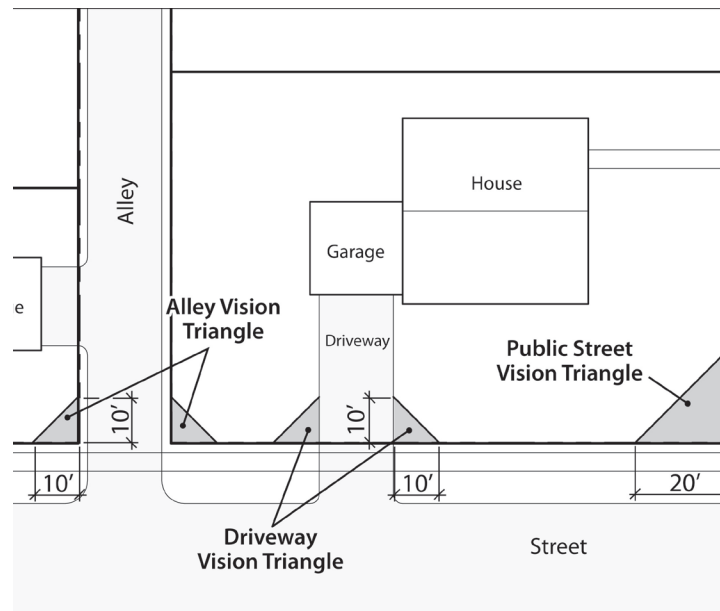 Alley
House
Garage
e
Alley Vision
Triangle
Driveway
Public Street
Vision Triangle
10’
10’
10’
10’
20’
Driveway
Vision Triangle
Street